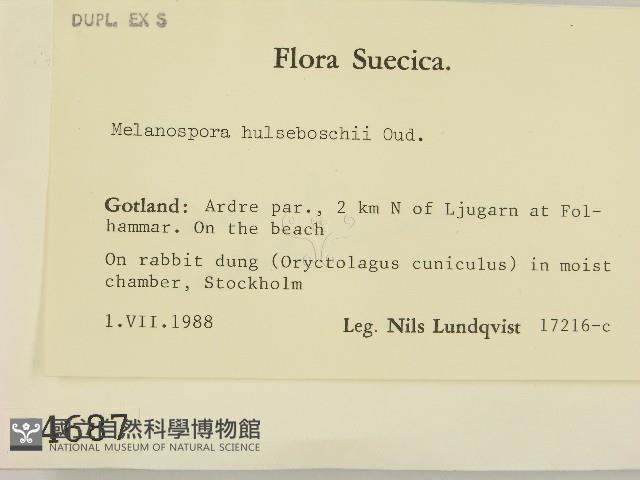 DUPL. EX S
Flora Suecica.
Melanospora hulseboschii Oud.
Gotland: Ardre par., 2 km N of Ljugarn at Fol-
hammar. On the beach
On rabbit dung (Oryctolagus cuniculus) in moist
chamber, Stockholm
1.VII.1988 Leg. Nils Lundqvist 17216-c
4687
國立自然科學博物館
NATIONAL MUSEUM OF NATURAL SCIENCE